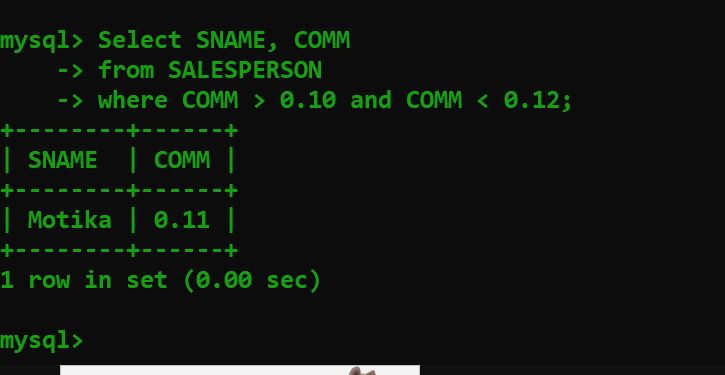 mysql> Select SNAME, COMM
    -> from SALESPERSON
    -> where COMM > 0.10 and COMM < 0.12;
+--------+------+
| SNAME  | COMM |
+--------+------+
| Motika | 0.11 |
+--------+------+
1 row in set (0.00 sec)
mysql>